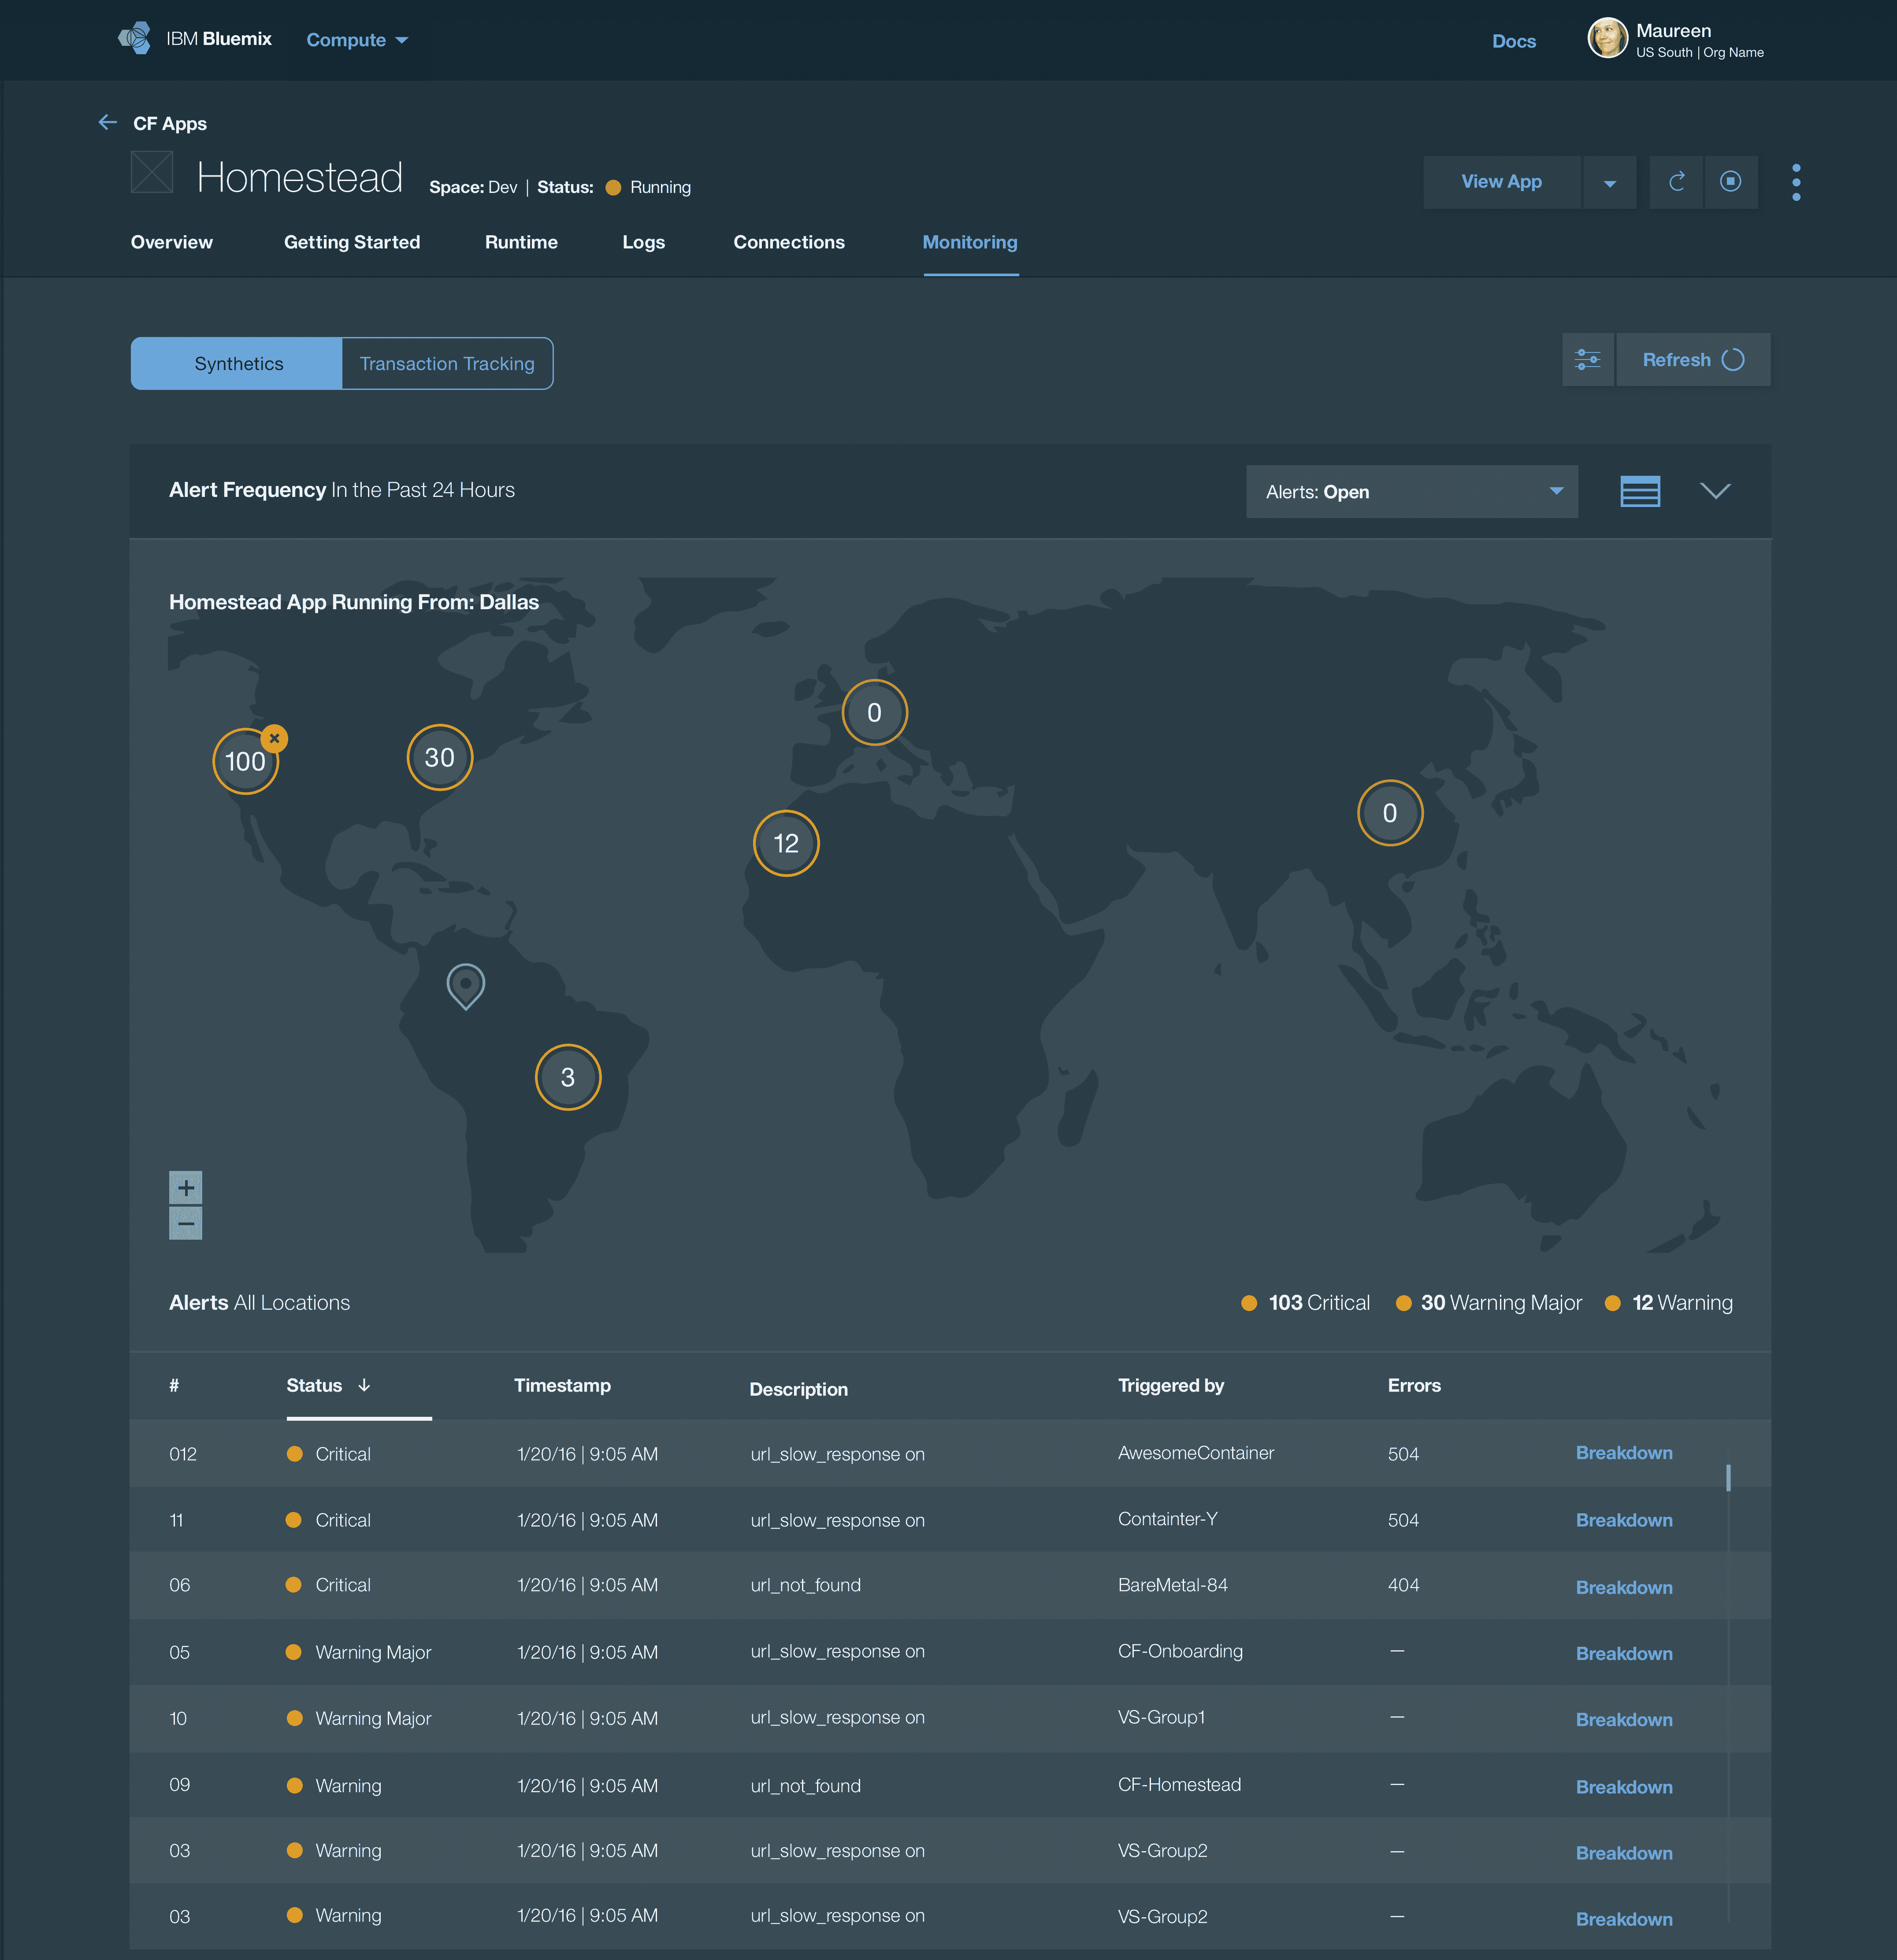 IBM Bluemix Compute Docs Maureen
US South | Org Name
CF Apps
Homestead Space: Dev | Status: Running View App
Overview Getting Started Runtime Logs Connections Monitoring
Synthetics Transaction Tracking Refresh
Alert Frequency In the Past 24 Hours Alerts: Open
Homestead App Running From: Dallas
0
100 30
0
12
3
+
−
Alerts All Locations 103 Critical 30 Warning Major 12 Warning
# Status Timestamp Description Triggered by Errors
012 Critical 1/20/16 | 9:05 AM url_slow_response on AwesomeContainer 504 Breakdown
11 Critical 1/20/16 | 9:05 AM url_slow_response on Containter-Y 504 Breakdown
06 Critical 1/20/16 | 9:05 AM url_not_found BareMetal-84 404 Breakdown
05 Warning Major 1/20/16 | 9:05 AM url_slow_response on CF-Onboarding — Breakdown
10 Warning Major 1/20/16 | 9:05 AM url_slow_response on VS-Group1 — Breakdown
09 Warning 1/20/16 | 9:05 AM url_not_found CF-Homestead — Breakdown
03 Warning 1/20/16 | 9:05 AM url_slow_response on VS-Group2 — Breakdown
03 Warning 1/20/16 | 9:05 AM url_slow_response on VS-Group2 — Breakdown